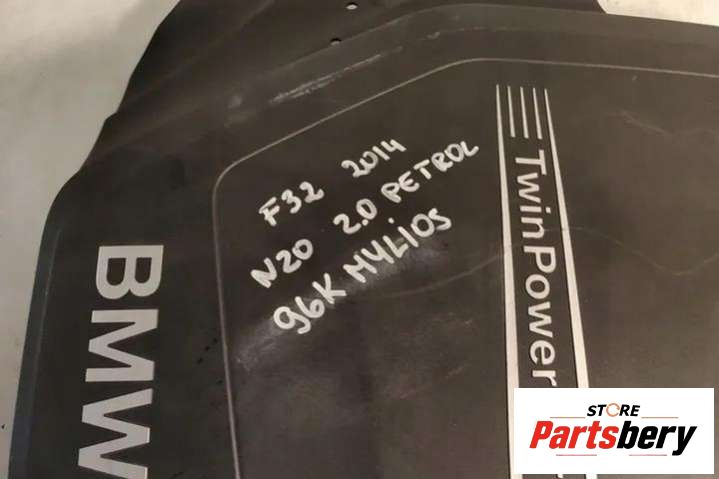 F32 2014
N20 2.0 PETROL
96K MYLIOS
BMW
TwinPower
STORE
Partsbery